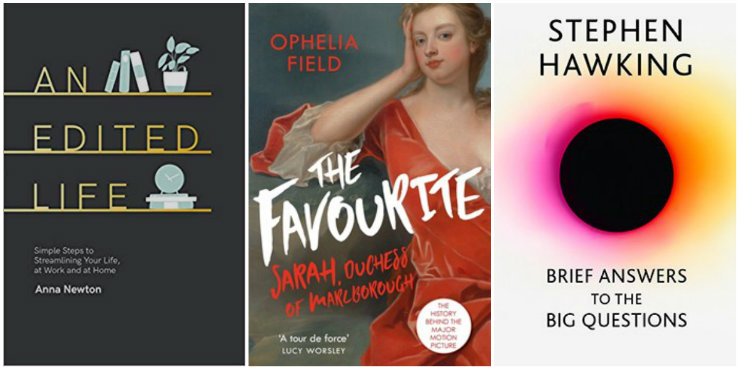 AN
EDITED
LIFE
Simple Steps to
Streamlining Your Life,
at Work and at Home
Anna Newton
OPHELIA
FIELD
THE
FAVOURITE
SARAH, DUCHESS
OF MARLBOROUGH
THE
HISTORY
BEHIND THE
MAJOR
MOTION
PICTURE
'A tour de force'
LUCY WORSLEY
STEPHEN
HAWKING
BRIEF ANSWERS
TO THE
BIG QUESTIONS